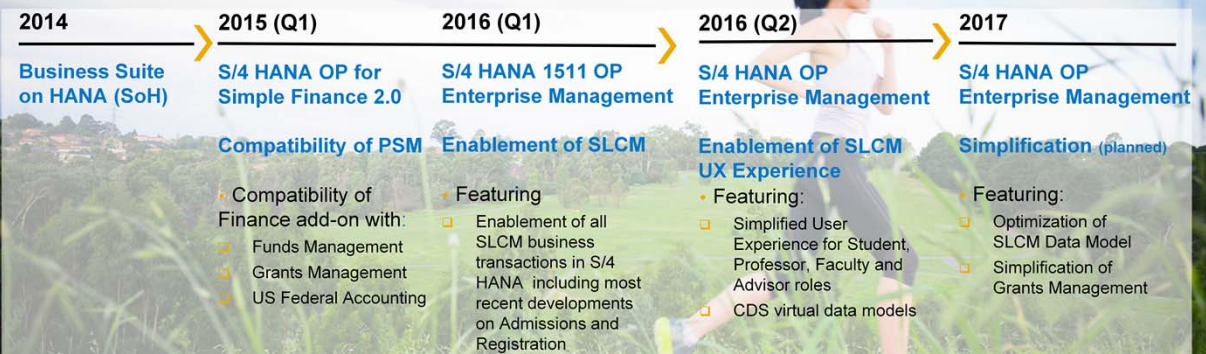 2014
Business Suite
on HANA (SoH)
2015 (Q1)
S/4 HANA OP for
Simple Finance 2.0
Compatibility of PSM
• Compatibility of
Finance add-on with:
❑ Funds Management
❑ Grants Management
❑ US Federal Accounting
2016 (Q1)
S/4 HANA 1511 OP
Enterprise Management
Enablement of SLCM
• Featuring
❑ Enablement of all
SLCM business
transactions in S/4
HANA including most
recent developments
on Admissions and
Registration
2016 (Q2)
S/4 HANA OP
Enterprise Management
Enablement of SLCM
UX Experience
• Featuring:
❑ Simplified User
Experience for Student,
Professor, Faculty and
Advisor roles
❑ CDS virtual data models
2017
S/4 HANA OP
Enterprise Management
Simplification (planned)
• Featuring:
❑ Optimization of
SLCM Data Model
❑ Simplification of
Grants Management